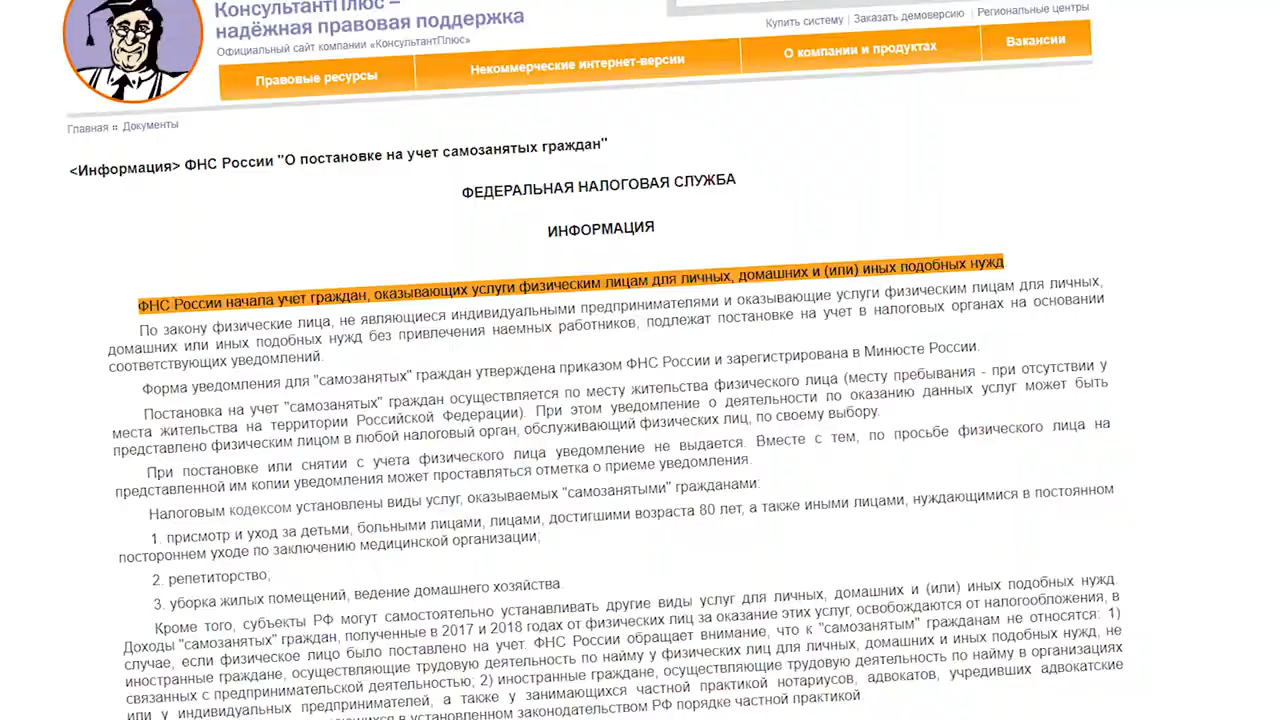 КонсультантПлюс –
надёжная правовая поддержка
Официальный сайт компании «КонсультантПлюс»
Купить систему | Заказать демоверсию | Региональные центры
Правовые ресурсы
Некоммерческие интернет-версии
О компании и продуктах
Вакансии
Главная :: Документы
<Информация> ФНС России "О постановке на учет самозанятых граждан"
ФЕДЕРАЛЬНАЯ НАЛОГОВАЯ СЛУЖБА
ИНФОРМАЦИЯ
ФНС России начала учет граждан, оказывающих услуги физическим лицам для личных, домашних и (или) иных подобных нужд
По закону физические лица, не являющиеся индивидуальными предпринимателями и оказывающие услуги физическим лицам для личных,
домашних или иных подобных нужд без привлечения наемных работников, подлежат постановке на учет в налоговых органах на основании
соответствующих уведомлений.
Форма уведомления для "самозанятых" граждан утверждена приказом ФНС России и зарегистрирована в Минюсте России.
Постановка на учет "самозанятых" граждан осуществляется по месту жительства физического лица (месту пребывания - при отсутствии у
места жительства на территории Российской Федерации). При этом уведомление о деятельности по оказанию данных услуг может быть
представлено физическим лицом в любой налоговый орган, обслуживающий физических лиц, по своему выбору.
При постановке или снятии с учета физического лица уведомление не выдается. Вместе с тем, по просьбе физического лица на
представленной им копии уведомления может проставляться отметка о приеме уведомления.
Налоговым кодексом установлены виды услуг, оказываемых "самозанятыми" гражданами:
1. присмотр и уход за детьми, больными лицами, лицами, достигшими возраста 80 лет, а также иными лицами, нуждающимися в постоянном
постороннем уходе по заключению медицинской организации;
2. репетиторство;
3. уборка жилых помещений, ведение домашнего хозяйства.
Кроме того, субъекты РФ могут самостоятельно устанавливать другие виды услуг для личных, домашних и (или) иных подобных нужд.
Доходы "самозанятых" граждан, полученные в 2017 и 2018 годах от физических лиц за оказание этих услуг, освобождаются от налогообложения, в
случае, если физическое лицо было поставлено на учет. ФНС России обращает внимание, что к "самозанятым" гражданам не относятся: 1)
иностранные граждане, осуществляющие трудовую деятельность по найму у физических лиц для личных, домашних и иных подобных нужд, не
связанных с предпринимательской деятельностью; 2) иностранные граждане, осуществляющие трудовую деятельность по найму в организациях
или у индивидуальных предпринимателей, а также у занимающихся частной практикой нотариусов, адвокатов, учредивших адвокатские
в установленном законодательством РФ порядке частной практикой.